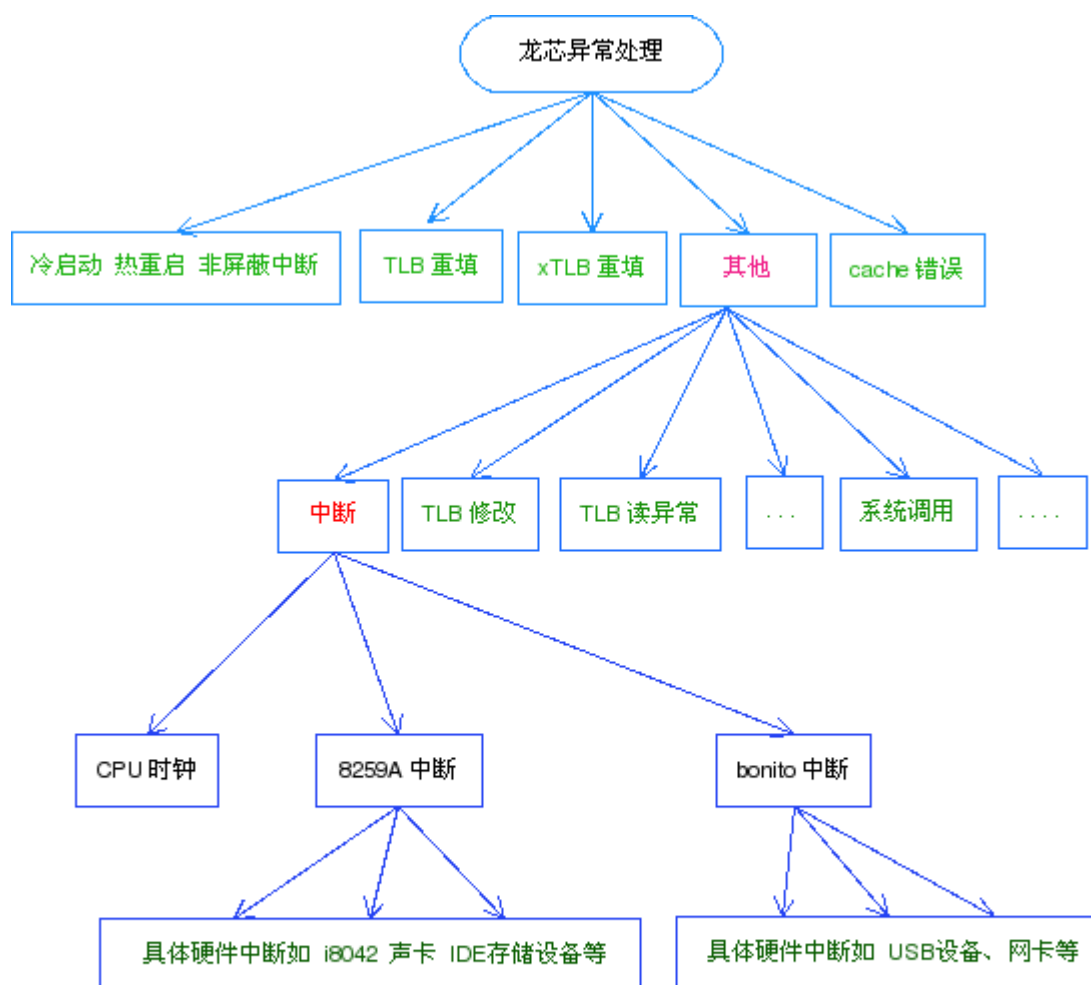 龙芯异常处理
冷启动 热重启 非屏蔽中断
TLB 重填
xTLB 重填
其他
cache 错误
中断
TLB 修改
TLB 读异常
. . .
系统调用
. . . .
CPU 时钟
8259A 中断
bonito 中断
具体硬件中断如 i8042 声卡 IDE存储设备等
具体硬件中断如 USB设备、网卡等